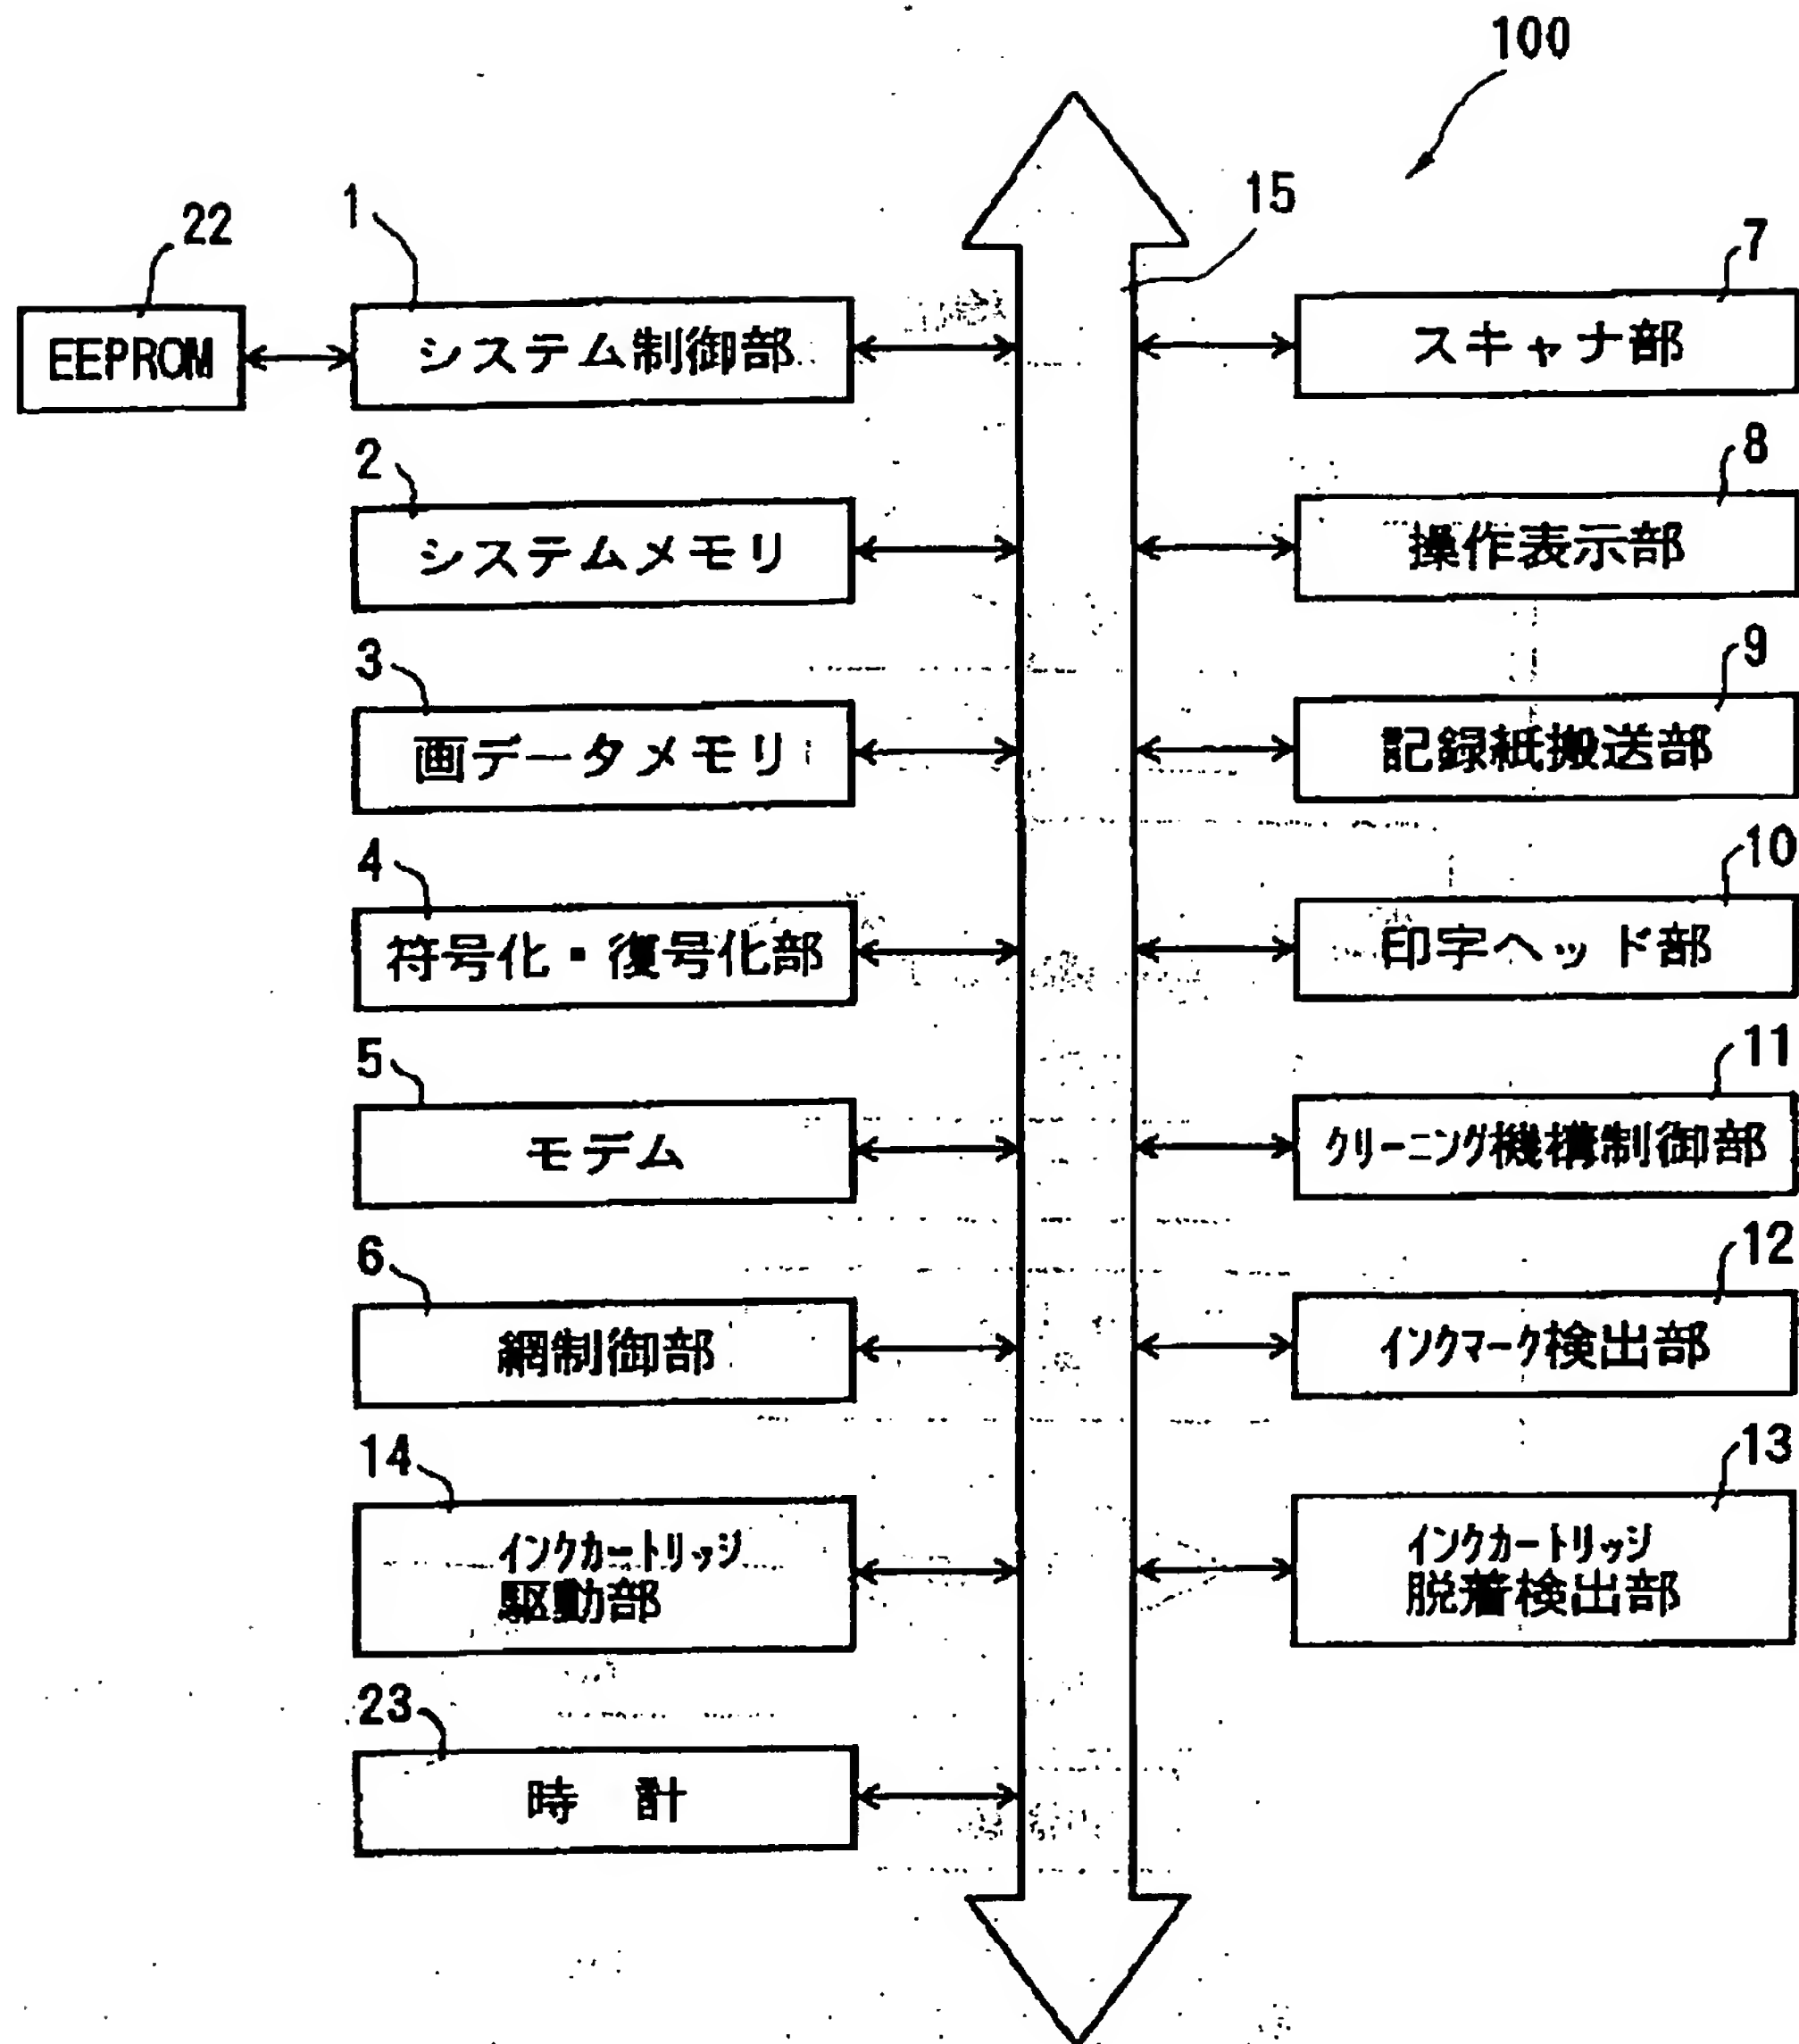 100
15
22
1
7
EEPROM
システム制御部
スキャナ部
2
8
システムメモリ
操作表示部
3
9
画データメモリ
記録紙搬送部
4
10
符号化・復号化部
印字ヘッド部
5
11
モデム
クリーニング機構制御部
6
12
網制御部
インクマーク検出部
14
13
インクカートリッジ
駆動部
インクカートリッジ
脱着検出部
23
時 計